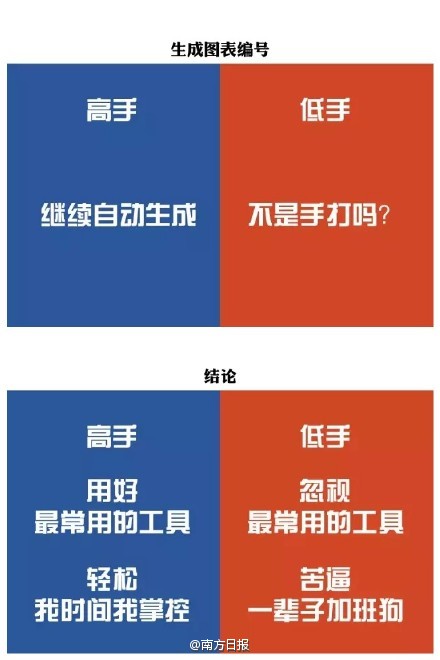 生成图表编号
高手
低手
继续自动生成
不是手打吗?
结论
高手
低手
用好
最常用的工具
忽视
最常用的工具
轻松
我时间我掌控
苦逼
一辈子加班狗
@南方日报